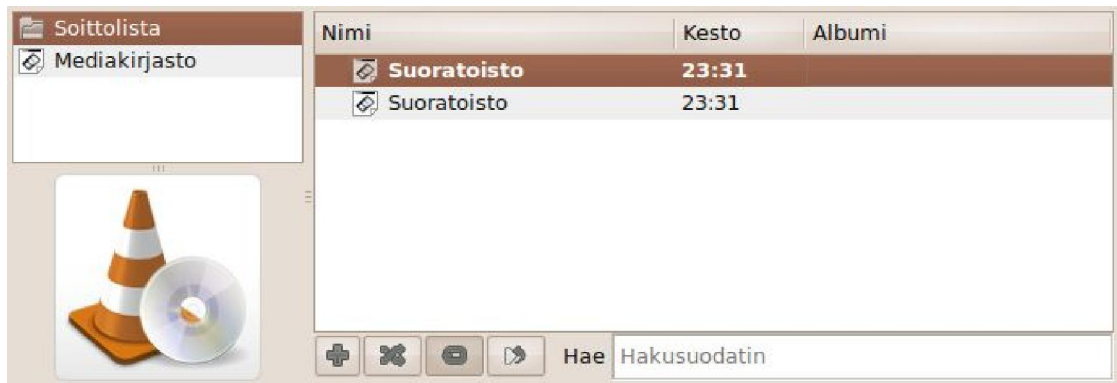 Soittolista
Mediakirjasto
Nimi Kesto Albumi
Suoratoisto 23:31
Suoratoisto 23:31
Hae Hakusuodatin